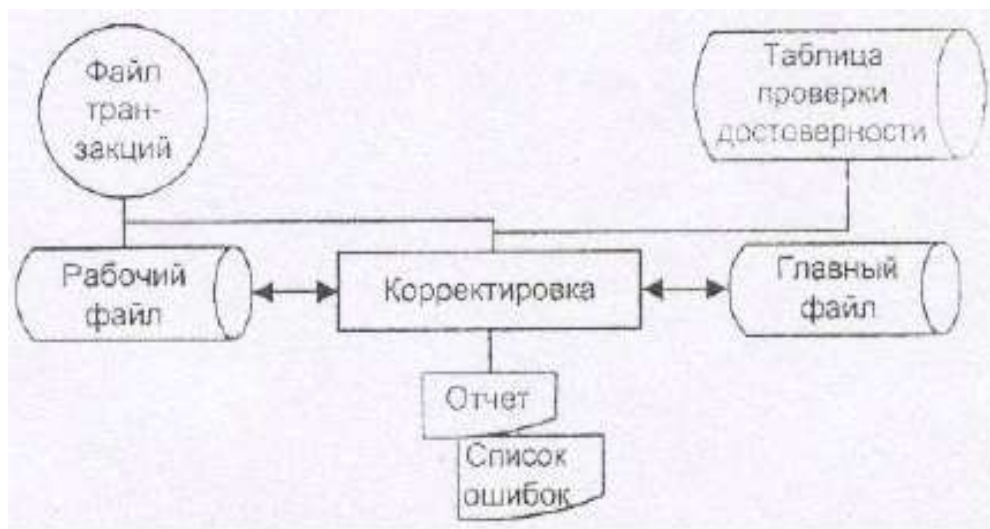 Файл
тран-
закций
Таблица
проверки
достоверности
Рабочий
файл
Корректировка
Главный
файл
Отчет
Список
ошибок